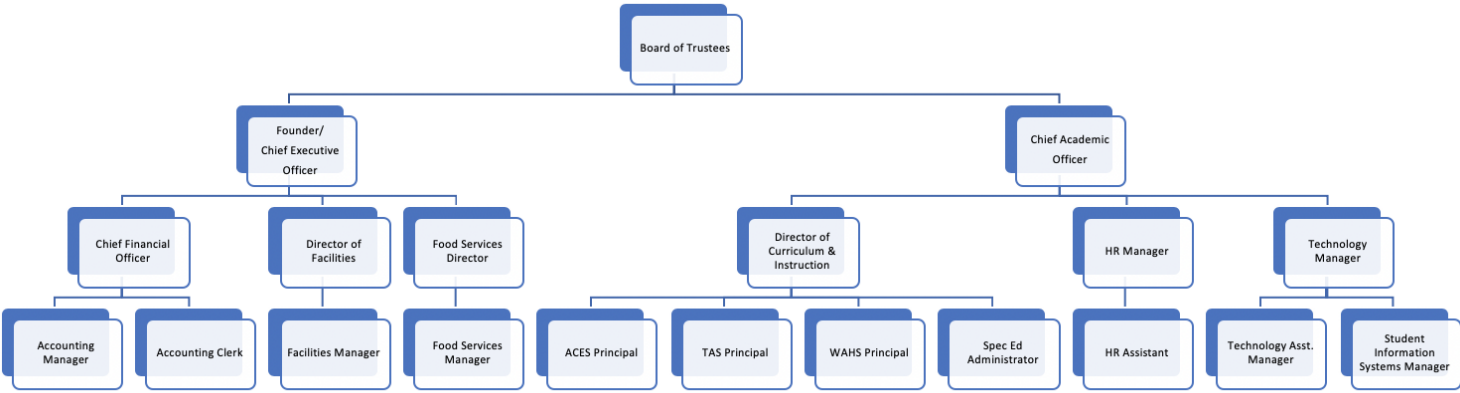 Board of Trustees
Founder/
Chief Executive
Officer
Chief Academic
Officer
Chief Financial
Officer
Director of
Facilities
Food Services
Director
Director of
Curriculum &
Instruction
HR Manager
Technology
Manager
Accounting
Manager
Accounting Clerk
Facilities Manager
Food Services
Manager
ACES Principal
TAS Principal
WAHS Principal
Spec Ed
Administrator
HR Assistant
Technology Asst.
Manager
Student
Information
Systems Manager